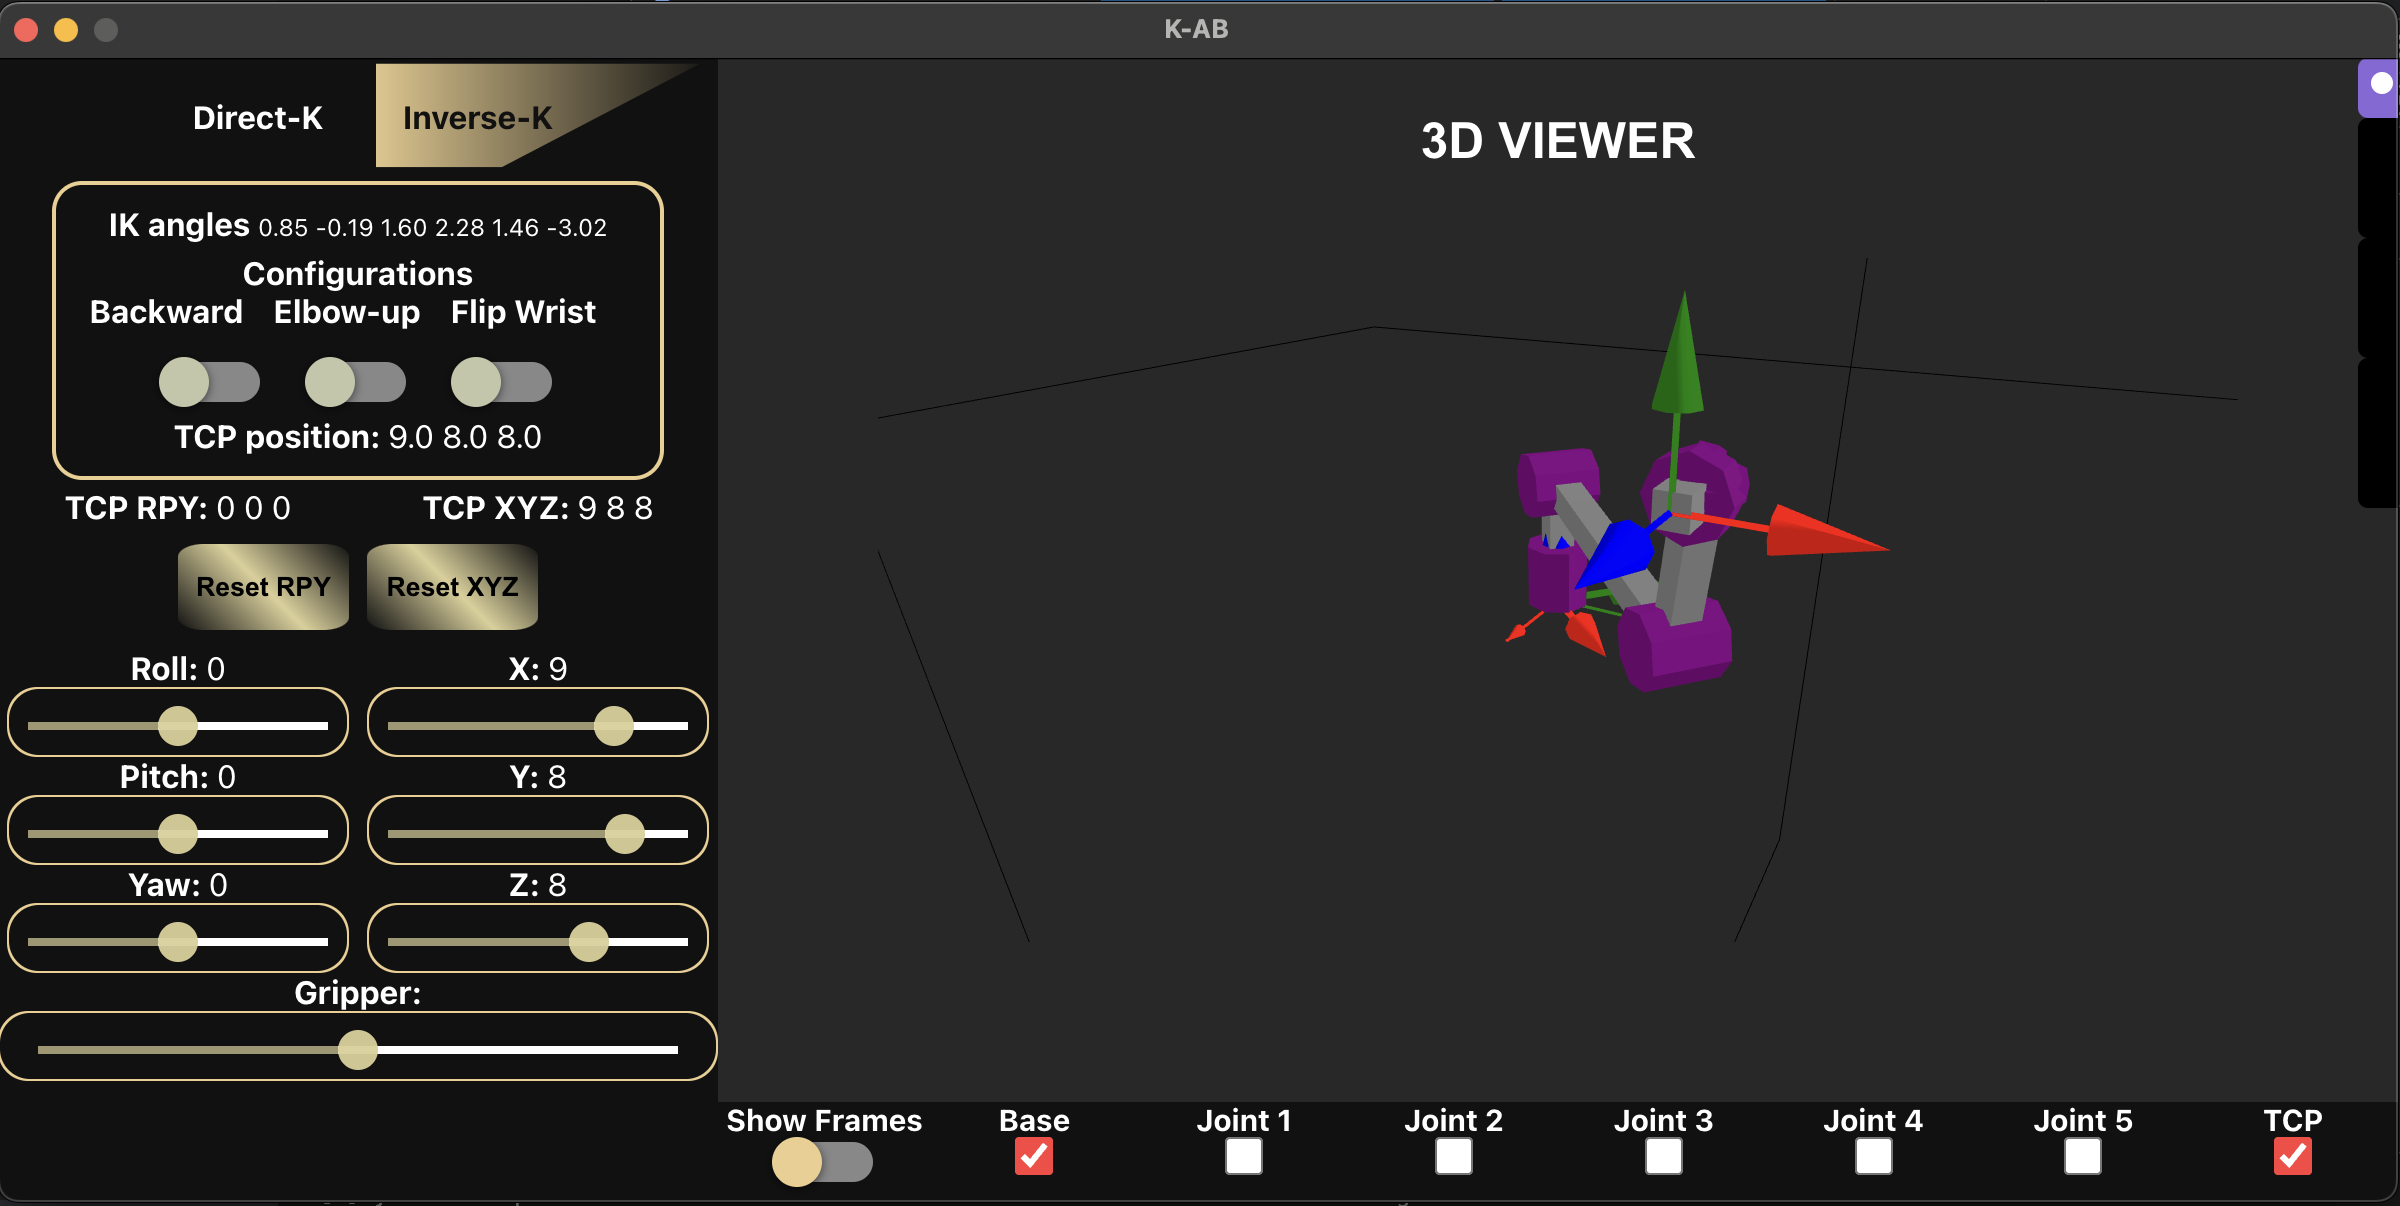 K-AB
Direct-K
Inverse-K
3D VIEWER
IK angles 0.85 -0.19 1.60 2.28 1.46 -3.02
Configurations
Backward Elbow-up Flip Wrist
TCP position: 9.0 8.0 8.0
TCP RPY: 0 0 0
TCP XYZ: 9 8 8
Reset RPY
Reset XYZ
Roll: 0
X: 9
Pitch: 0
Y: 8
Yaw: 0
Z: 8
Gripper:
Show Frames
Base
Joint 1
Joint 2
Joint 3
Joint 4
Joint 5
TCP